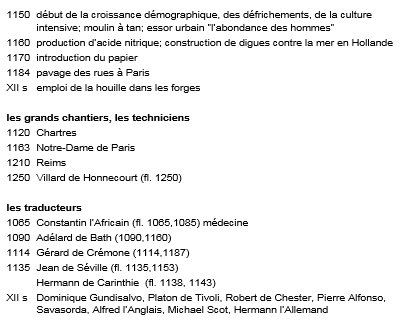 1150 début de la croissance démographique, des défrichements, de la culture
intensive; moulin à tan; essor urbain "l'abondance des hommes"
1160 production d'acide nitrique; construction de digues contre la mer en Hollande
1170 introduction du papier
1184 pavage des rues à Paris
XII s emploi de la houille dans les forges
les grands chantiers, les techniciens
1120 Chartres
1163 Notre-Dame de Paris
1210 Reims
1250 Villard de Honnecourt (fl. 1250)
les traducteurs
1065 Constantin l'Africain (fl. 1065,1085) médecine
1090 Adélard de Bath (1090,1160)
1114 Gérard de Crémone (1114,1187)
1135 Jean de Séville (fl. 1135,1153)
Hermann de Carinthie (fl. 1138, 1143)
XII s Dominique Gundisalvo, Platon de Tivoli, Robert de Chester, Pierre Alfonso,
Savasorda, Alfred l'Anglais, Michael Scot, Hermann l'Allemand